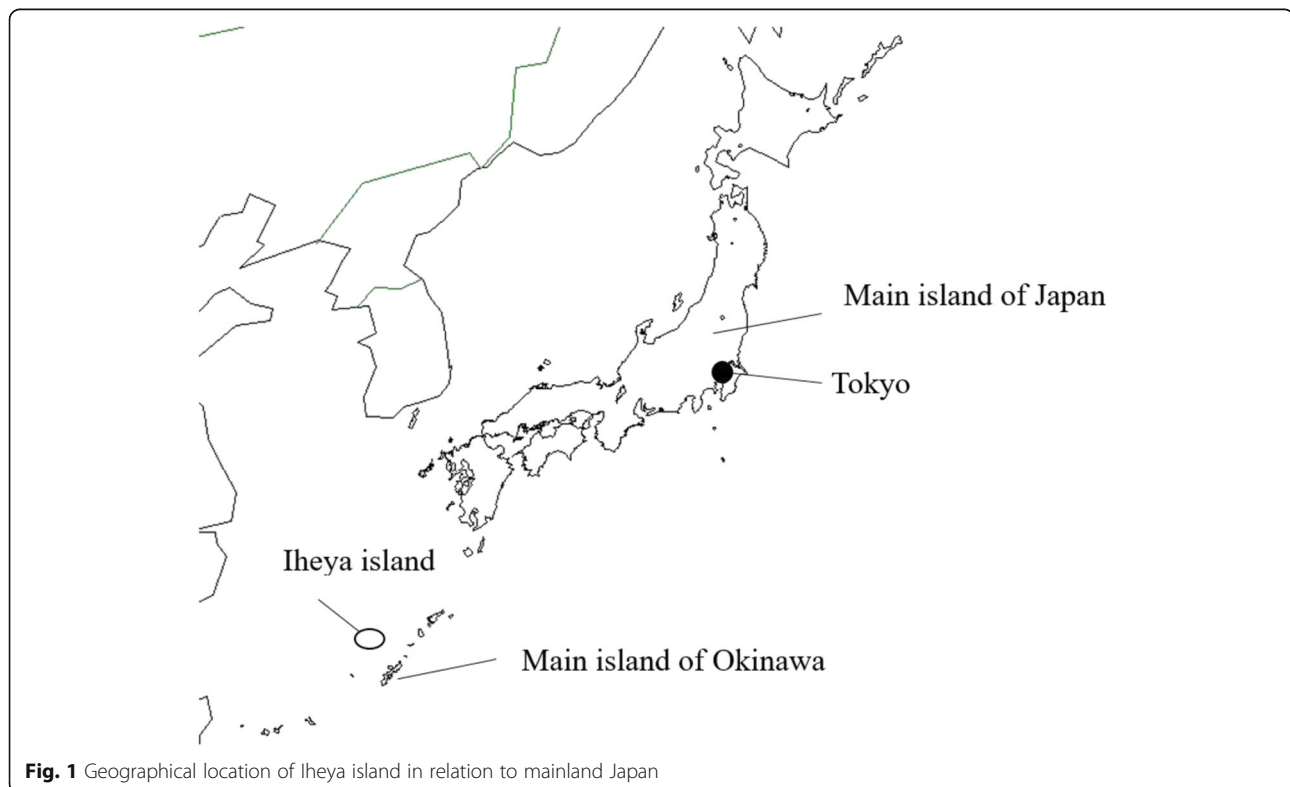 Main island of Japan
Tokyo
Iheya island
Main island of Okinawa
Fig. 1 Geographical location of Iheya island in relation to mainland Japan